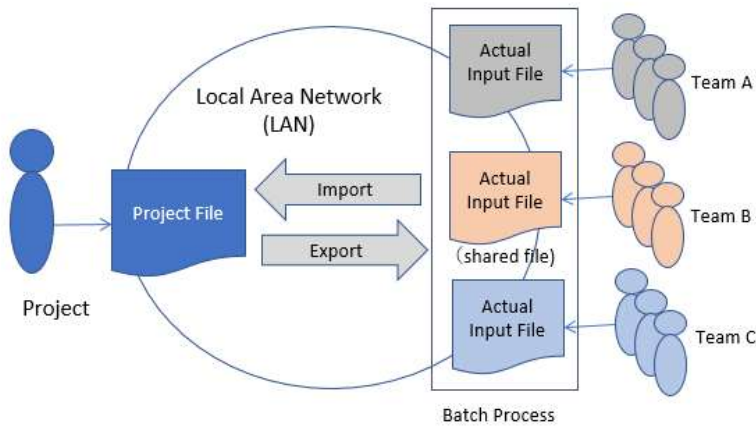 Actual
Input File
Team A
Local Area Network
(LAN)
Import
Project File
Export
Actual
Input File
（shared file)
Team B
Project
Actual
Input File
Team C
Batch Process